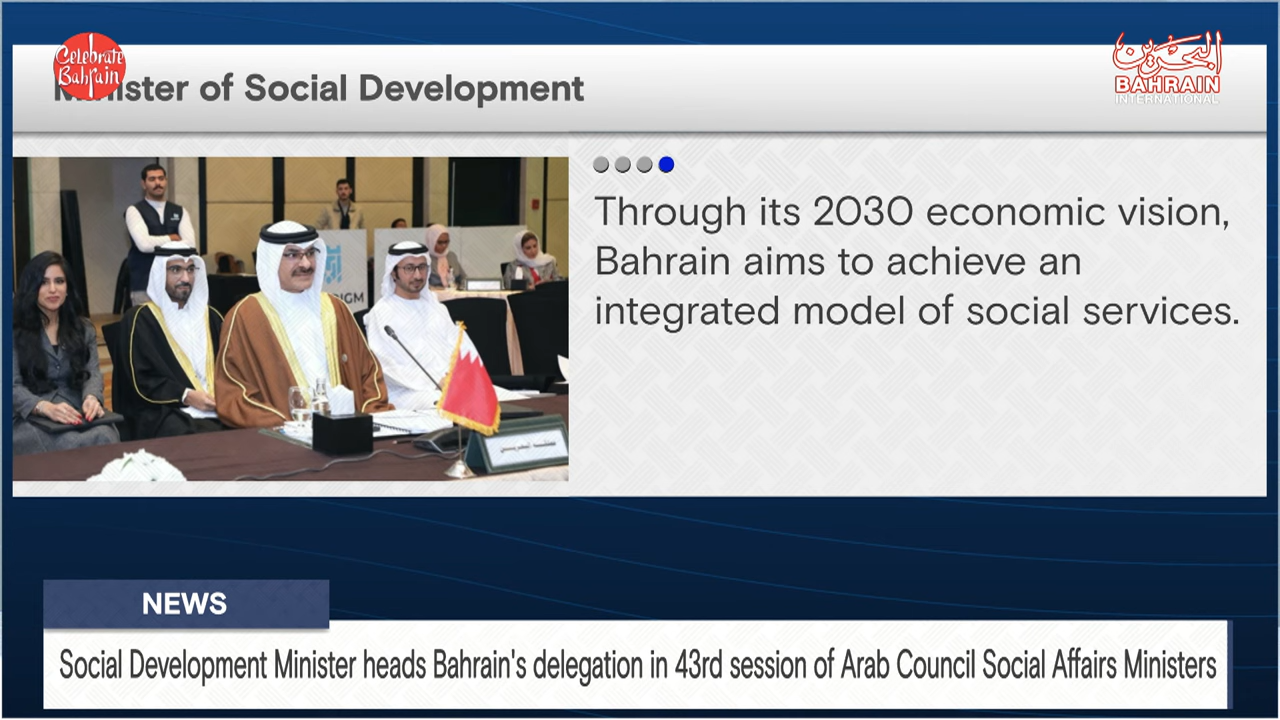 Celebrate
Bahrain
Minister of Social Development
البحرين
BAHRAIN
INTERNATIONAL
Through its 2030 economic vision,
Bahrain aims to achieve an
integrated model of social services.
NEWS
Social Development Minister heads Bahrain's delegation in 43rd session of Arab Council Social Affairs Ministers